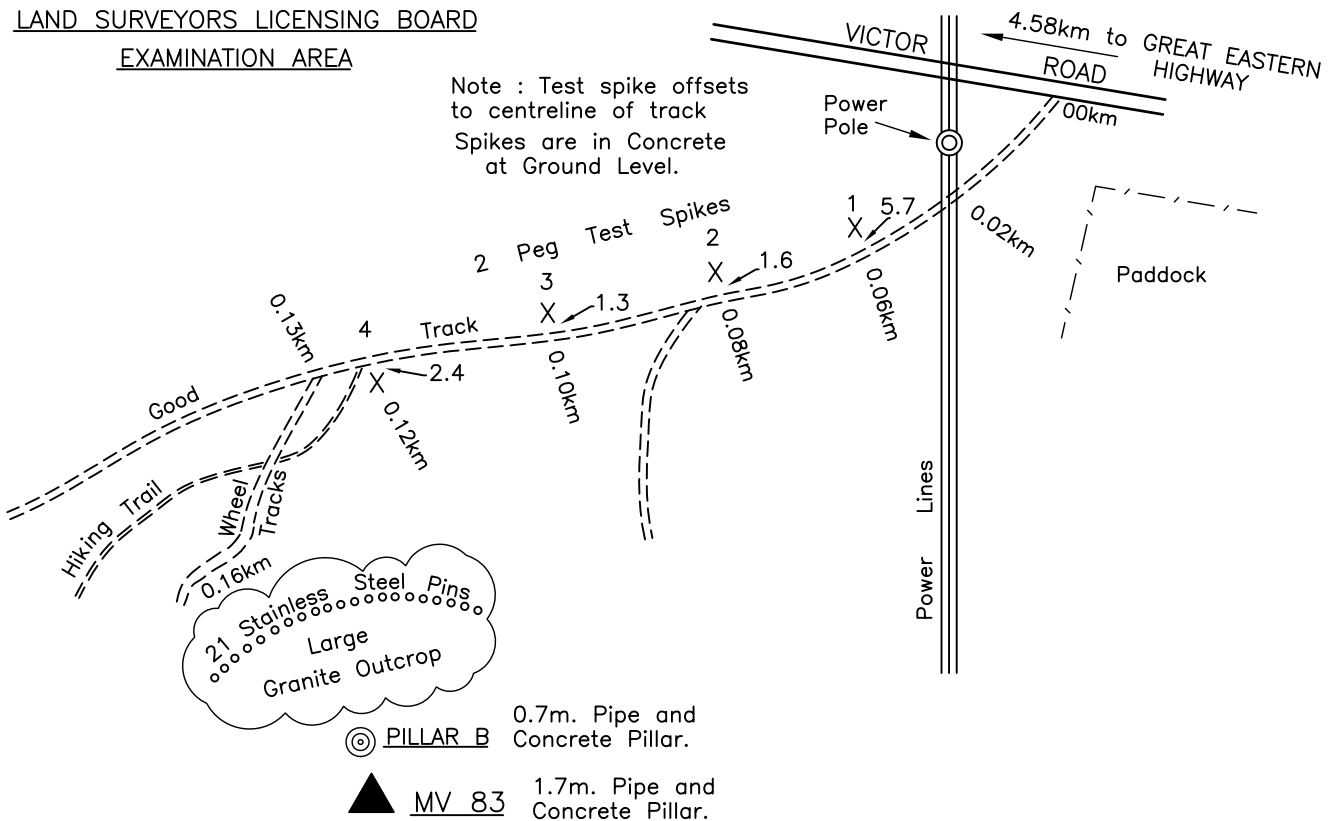 LAND SURVEYORS LICENSING BOARD
EXAMINATION AREA
Note : Test spike offsets
to centreline of track
Spikes are in Concrete
at Ground Level.
VICTOR ROAD
4.58km to GREAT EASTERN
HIGHWAY
00km
Power
Pole
0.02km
Paddock
2 Peg Test Spikes
1
5.7
0.06km
2
1.6
0.08km
3
1.3
0.10km
4
2.4
0.12km
0.13km
Good Track
Hiking Trail
Wheel
Tracks
0.16km
Power Lines
21 Stainless Steel Pins
Large
Granite Outcrop
PILLAR B
0.7m. Pipe and
Concrete Pillar.
MV 83
1.7m. Pipe and
Concrete Pillar.